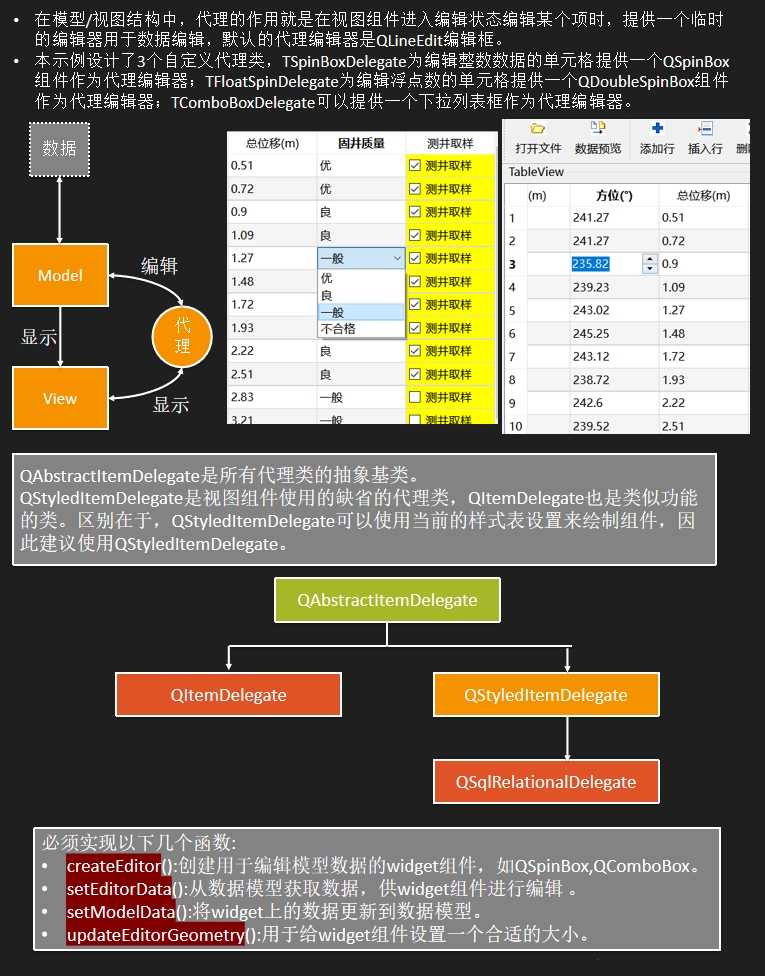 • 在模型/视图结构中，代理的作用就是在视图组件进入编辑状态编辑某个项时，提供一个临时
的编辑器用于数据编辑，默认的代理编辑器是QLineEdit编辑框。
• 本示例设计了3个自定义代理类，TSpinBoxDelegate为编辑整数数据的单元格提供一个QSpinBox
组件作为代理编辑器；TFloatSpinDelegate为编辑浮点数的单元格提供一个QDoubleSpinBox组件
作为代理编辑器；TComboBoxDelegate可以提供一个下拉列表框作为代理编辑器。
数据
Model
编辑
代
理
显示
View
显示
总位移(m) 固井质量 测井取样
0.51 优 测井取样
0.72 优 测井取样
0.9 良 测井取样
1.09 良 测井取样
1.27 一般 测井取样
1.48 优 测井取样
良
1.72 一般 测井取样
1.93 不合格 测井取样
2.22 良 测井取样
2.51 良 测井取样
2.83 一般 测井取样
3.21 一般 测井取样
打开文件 数据预览 添加行 插入行
TableView
(m) 方位(°) 总位移(m)
1 241.27 0.51
2 241.27 0.72
3 235.82 0.9
4 239.23 1.09
5 243.02 1.27
6 245.25 1.48
7 243.12 1.72
8 238.72 1.93
9 242.6 2.22
10 239.52 2.51
QAbstractItemDelegate是所有代理类的抽象基类。
QStyledItemDelegate是视图组件使用的缺省的代理类，QItemDelegate也是类似功能
的类。区别在于，QStyledItemDelegate可以使用当前的样式表设置来绘制组件，因
此建议使用QStyledItemDelegate。
QAbstractItemDelegate
QItemDelegate
QStyledItemDelegate
QSqlRelationalDelegate
必须实现以下几个函数:
• createEditor():创建用于编辑模型数据的widget组件，如QSpinBox,QComboBox。
• setEditorData():从数据模型获取数据，供widget组件进行编辑 。
• setModelData():将widget上的数据更新到数据模型。
• updateEditorGeometry():用于给widget组件设置一个合适的大小。